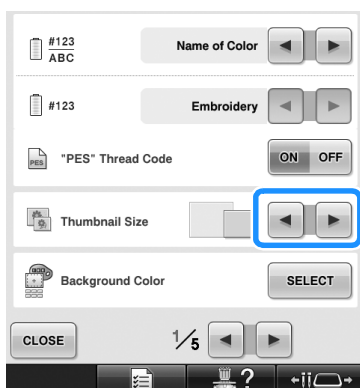 #123
ABC
Name of Color
#123
Embroidery
PES
"PES" Thread Code
ON OFF
Thumbnail Size
Background Color
SELECT
CLOSE
1/5
?